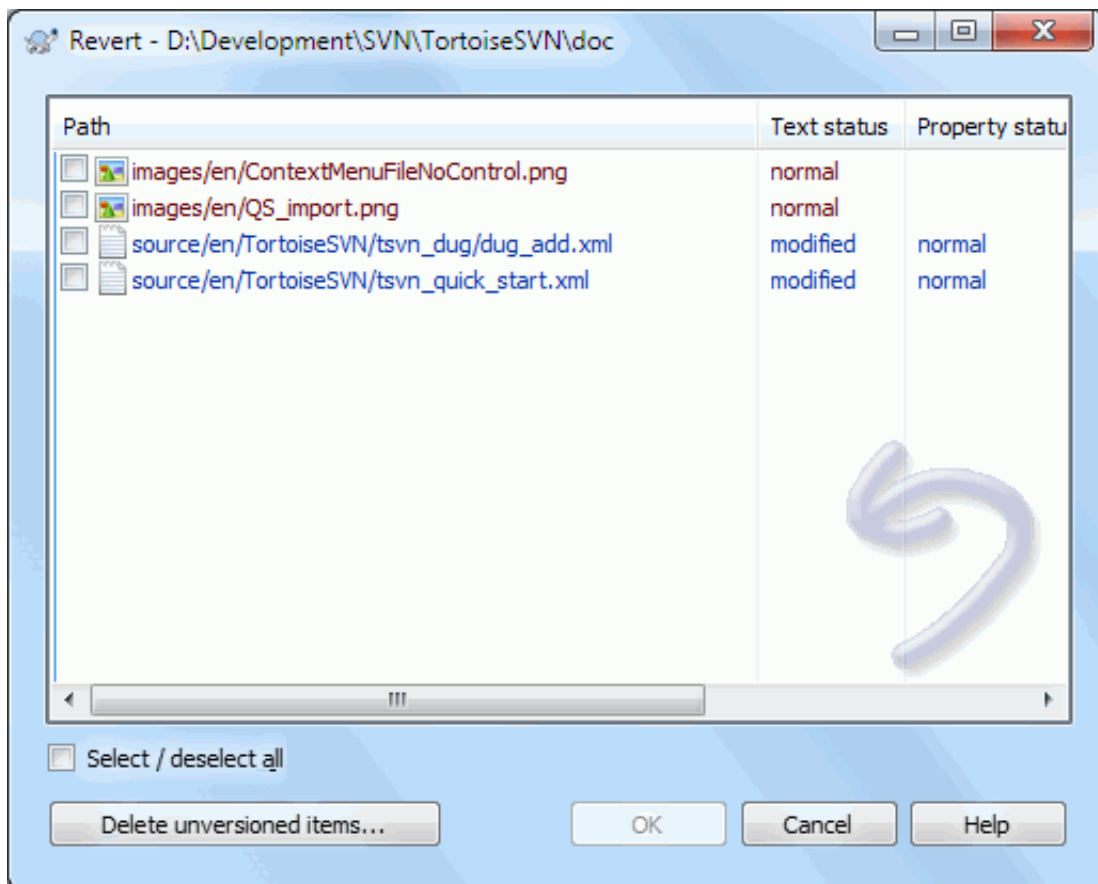 Revert - D:\Development\SVN\TortoiseSVN\doc
Path Text status Property statu
images/en/ContextMenuFileNoControl.png normal
images/en/QS_import.png normal
source/en/TortoiseSVN/tsvn_dug/dug_add.xml modified normal
source/en/TortoiseSVN/tsvn_quick_start.xml modified normal
Select / deselect all
Delete unversioned items... OK Cancel Help